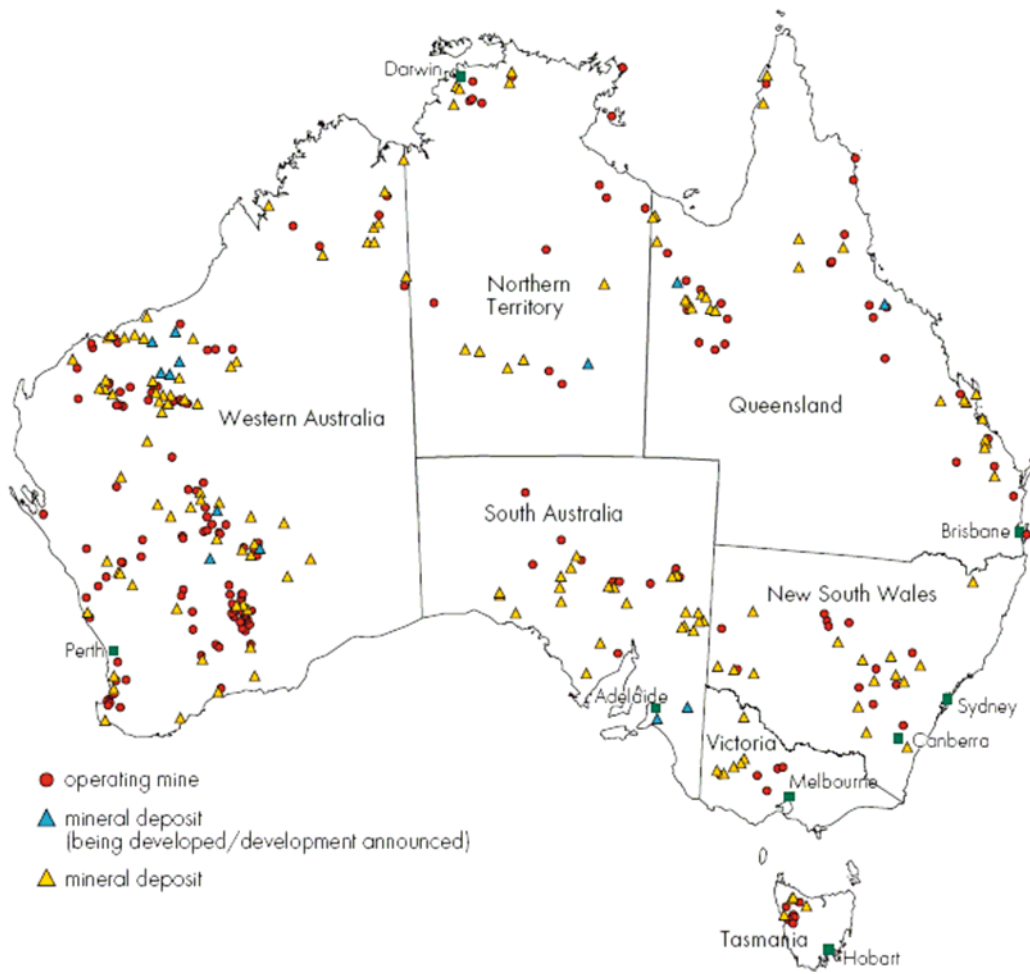 Darwin
Northern
Territory
Western Australia
Queensland
South Australia
Brisbane
New South Wales
Perth
Adelaide
Sydney
Victoria
Canberra
operating mine
Melbourne
mineral deposit
(being developed/development announced)
mineral deposit
Tasmania
Hobart